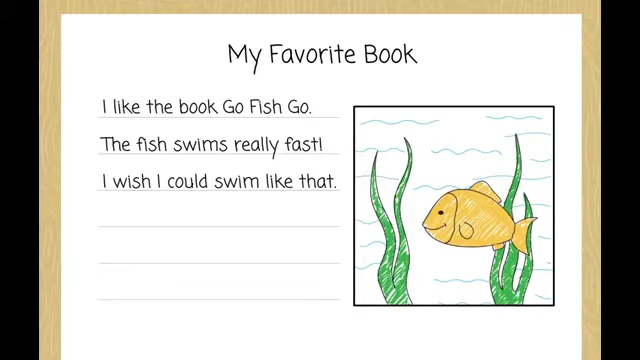 My Favorite Book
I like the book Go Fish Go.
The fish swims really fast!
I wish I could swim like that.